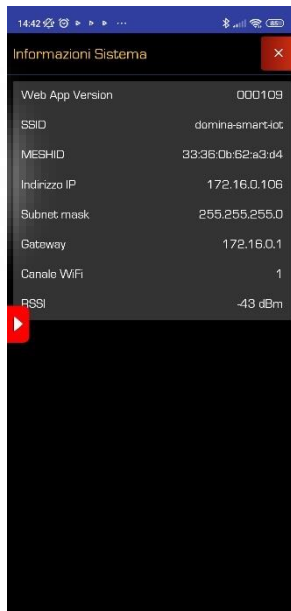 14:42
Informazioni Sistema
Web App Version 000109
SSID domina-smart-iot
MESHID 33:36:0b:62:a3:d4
Indirizzo IP 172.16.0.106
Subnet mask 255.255.255.0
Gateway 172.16.0.1
Canale WiFi 1
RSSI -43 dBm